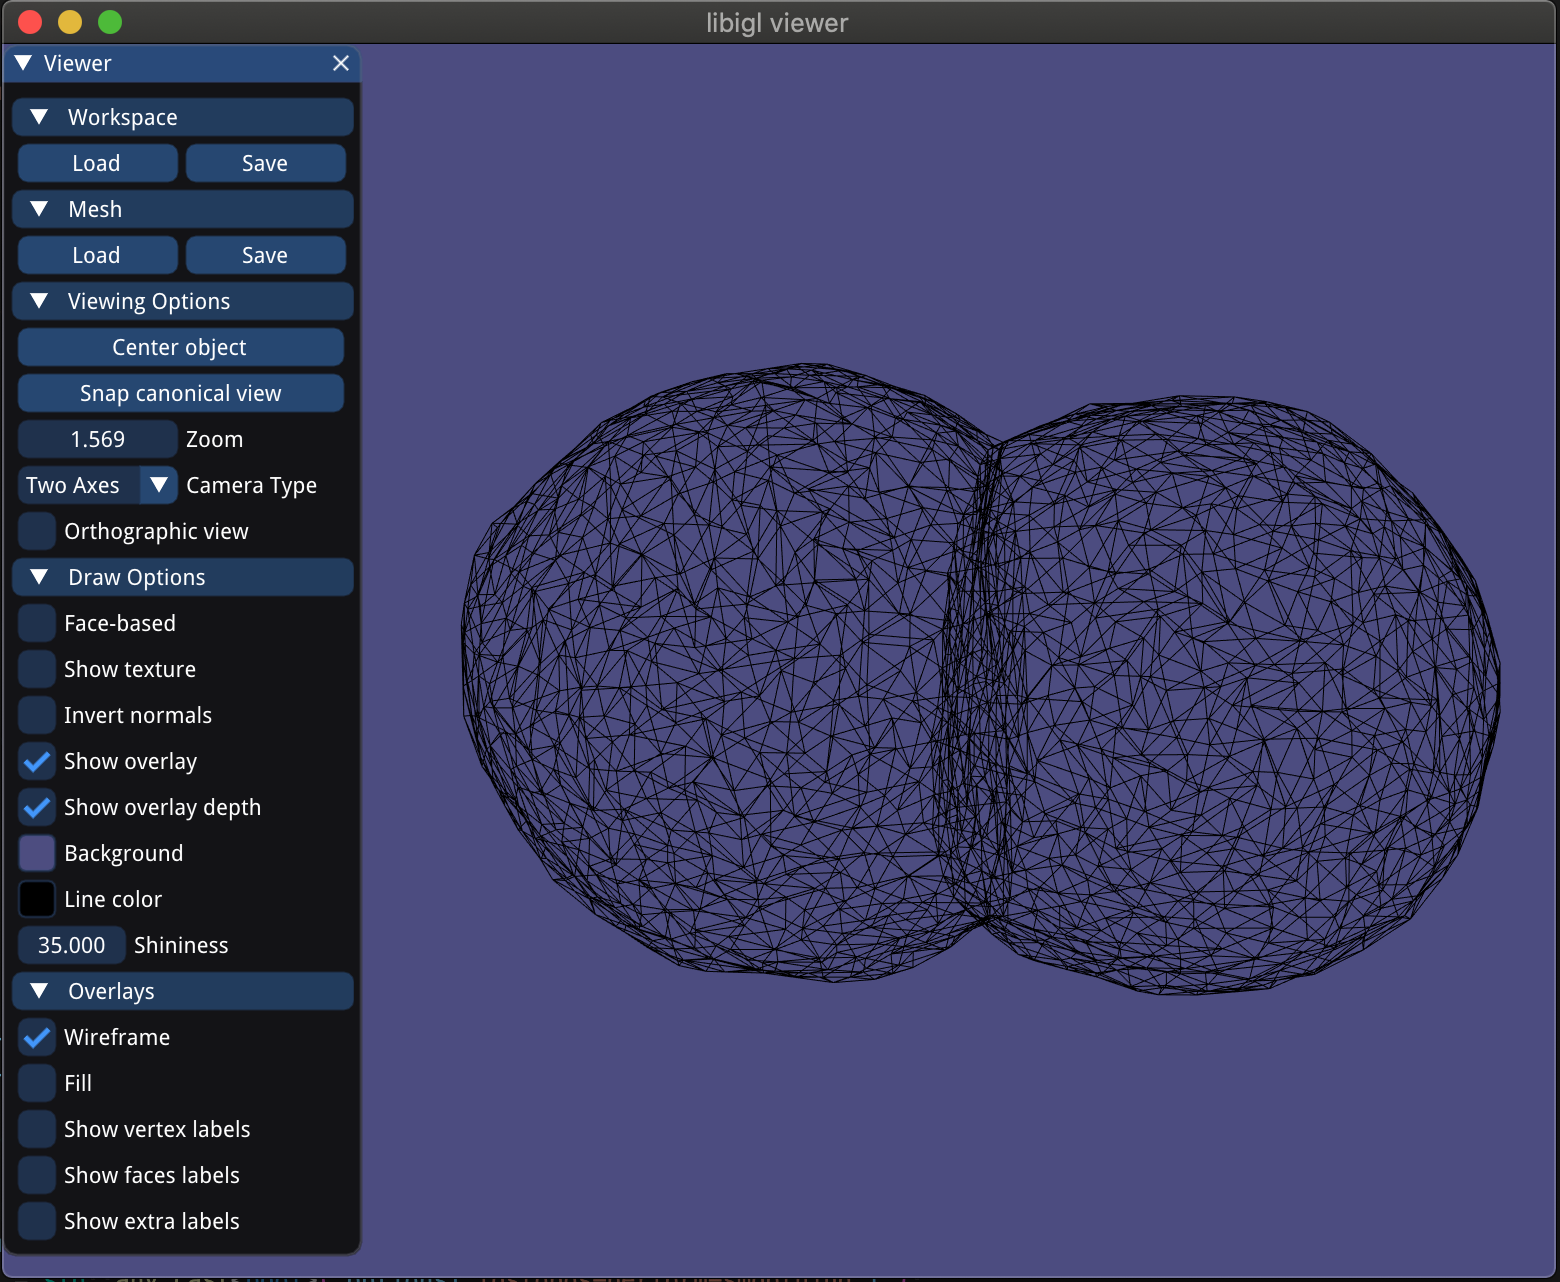 libigl viewer
Viewer
Workspace
Load Save
Mesh
Load Save
Viewing Options
Center object
Snap canonical view
1.569 Zoom
Two Axes Camera Type
Orthographic view
Draw Options
Face-based
Show texture
Invert normals
Show overlay
Show overlay depth
Background
Line color
35.000 Shininess
Overlays
Wireframe
Fill
Show vertex labels
Show faces labels
Show extra labels